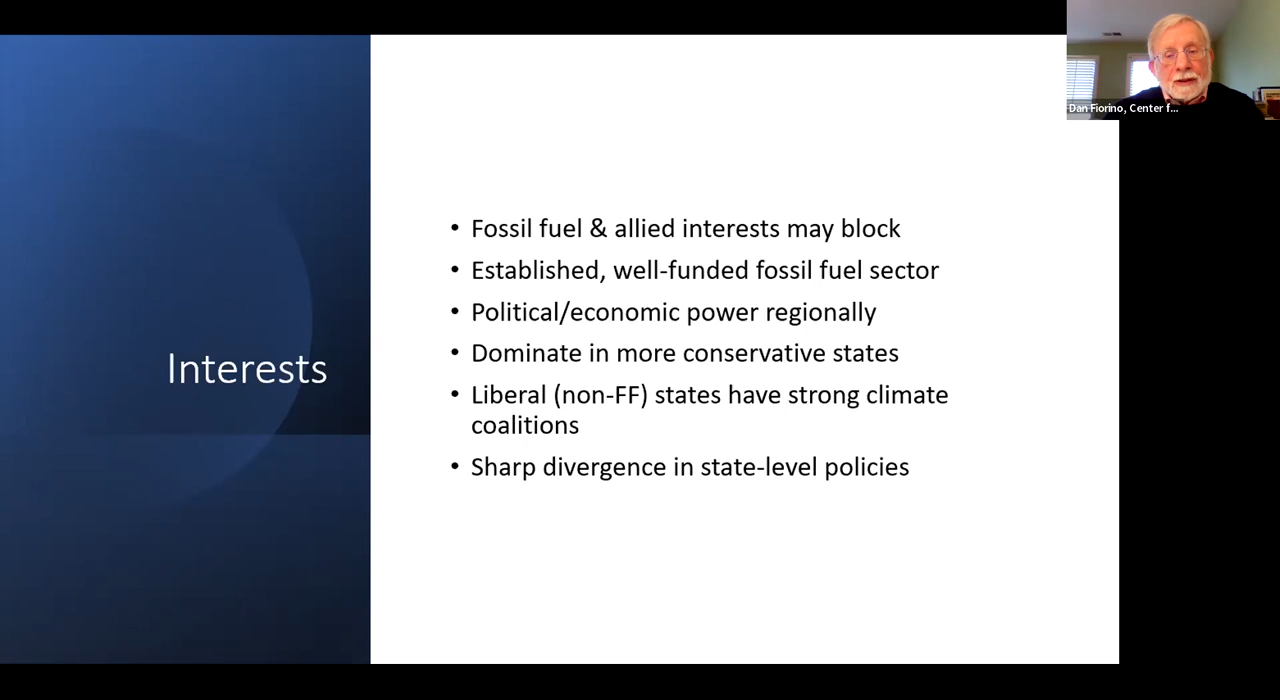 Dan Fiorino, Center f...
Interests
• Fossil fuel & allied interests may block
• Established, well-funded fossil fuel sector
• Political/economic power regionally
• Dominate in more conservative states
• Liberal (non-FF) states have strong climate
coalitions
• Sharp divergence in state-level policies